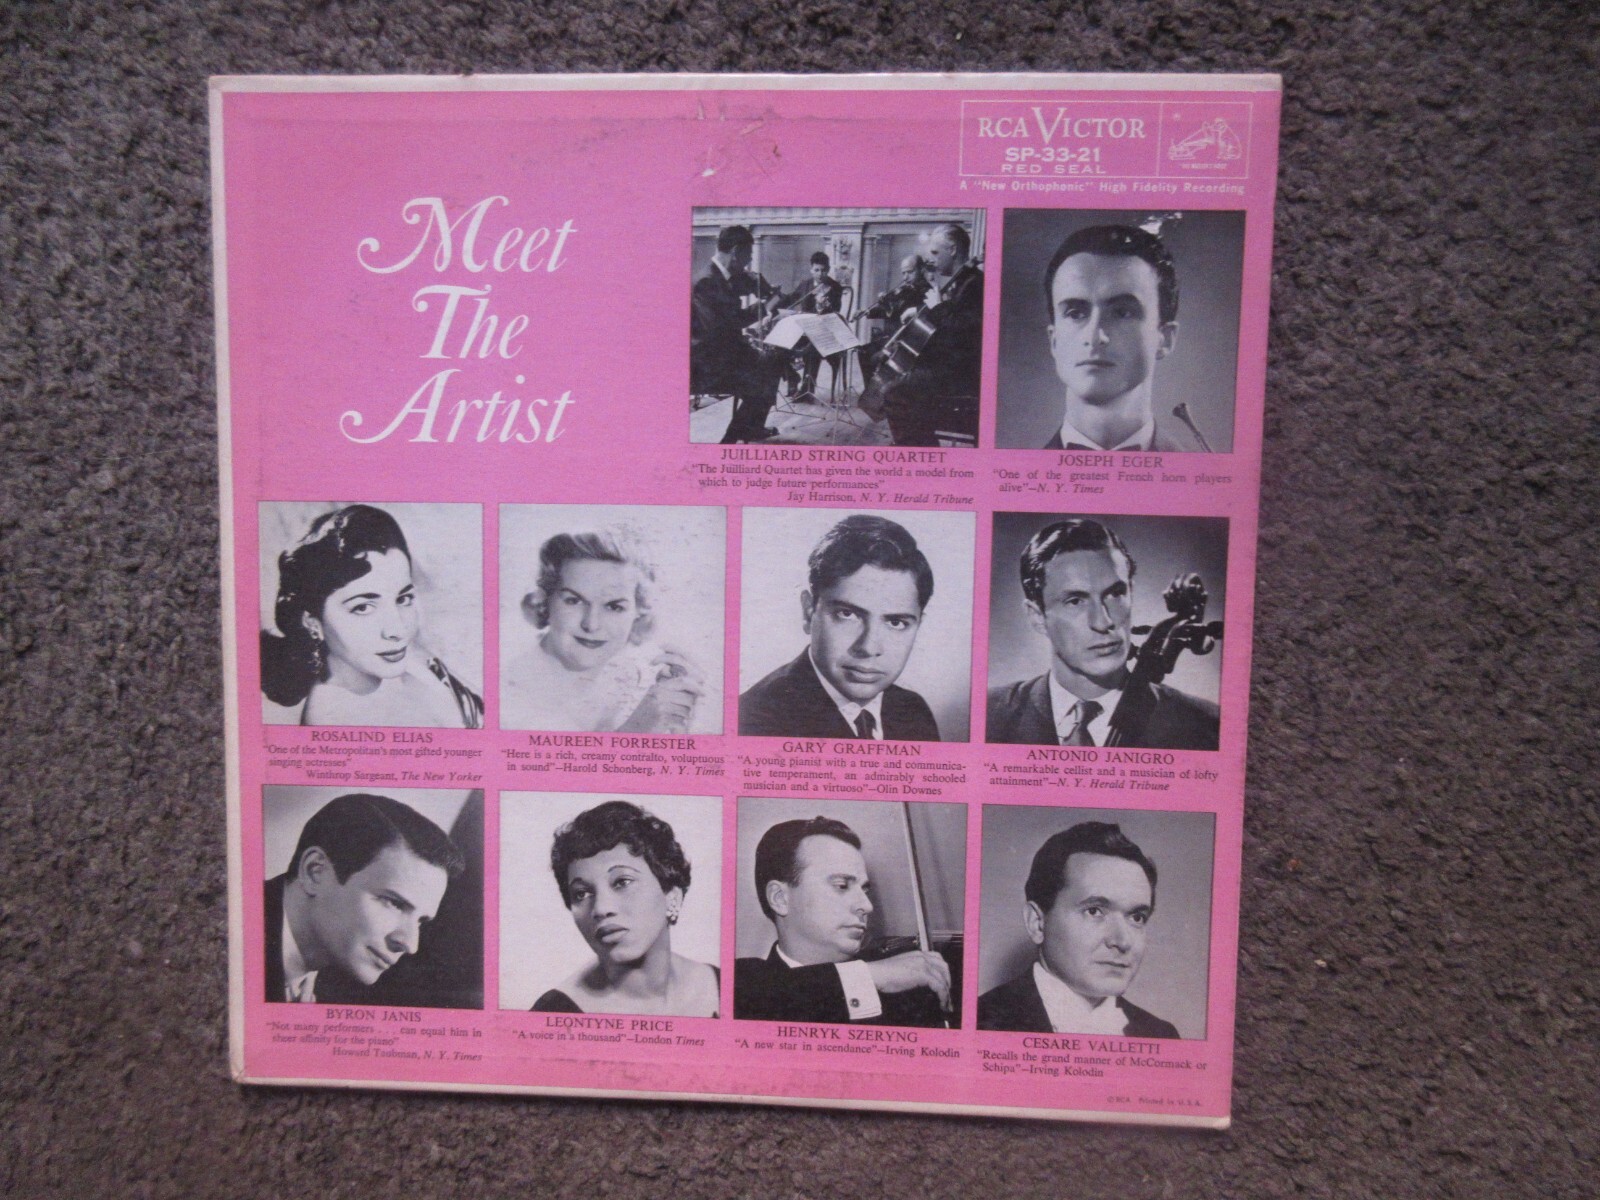 RCA VICTOR
SP-33-21
RED SEAL
A "New Orthophonic" High Fidelity Recording
Meet
The
Artist
JUILLIARD STRING QUARTET
"The Juilliard Quartet has given the world a model from
which to judge future performances"
Jay Harrison, N. Y. Herald Tribune
JOSEPH EGER
"One of the greatest French horn players
alive"—N. Y. Times
ROSALIND ELIAS
"One of the Metropolitan's most gifted younger
singing actresses"
Winthrop Sargeant, The New Yorker
MAUREEN FORRESTER
"Here is a rich, creamy contralto, voluptuous
in sound"—Harold Schonberg, N. Y. Times
GARY GRAFFMAN
"A young pianist with a true and communica-
tive temperament, an admirably schooled
musician and a virtuoso"—Olin Downes
ANTONIO JANIGRO
"A remarkable cellist and a musician of lofty
attainment"—N. Y. Herald Tribune
BYRON JANIS
"Not many performers . . . can equal him in
sheer affinity for the piano"
Howard Taubman, N. Y. Times
LEONTYNE PRICE
"A voice in a thousand"—London Times
HENRYK SZERYNG
"A new star in ascendance"—Irving Kolodin
CESARE VALLETTI
"Recalls the grand manner of McCormack or
Schipa"—Irving Kolodin
© RCA Printed in U. S. A.